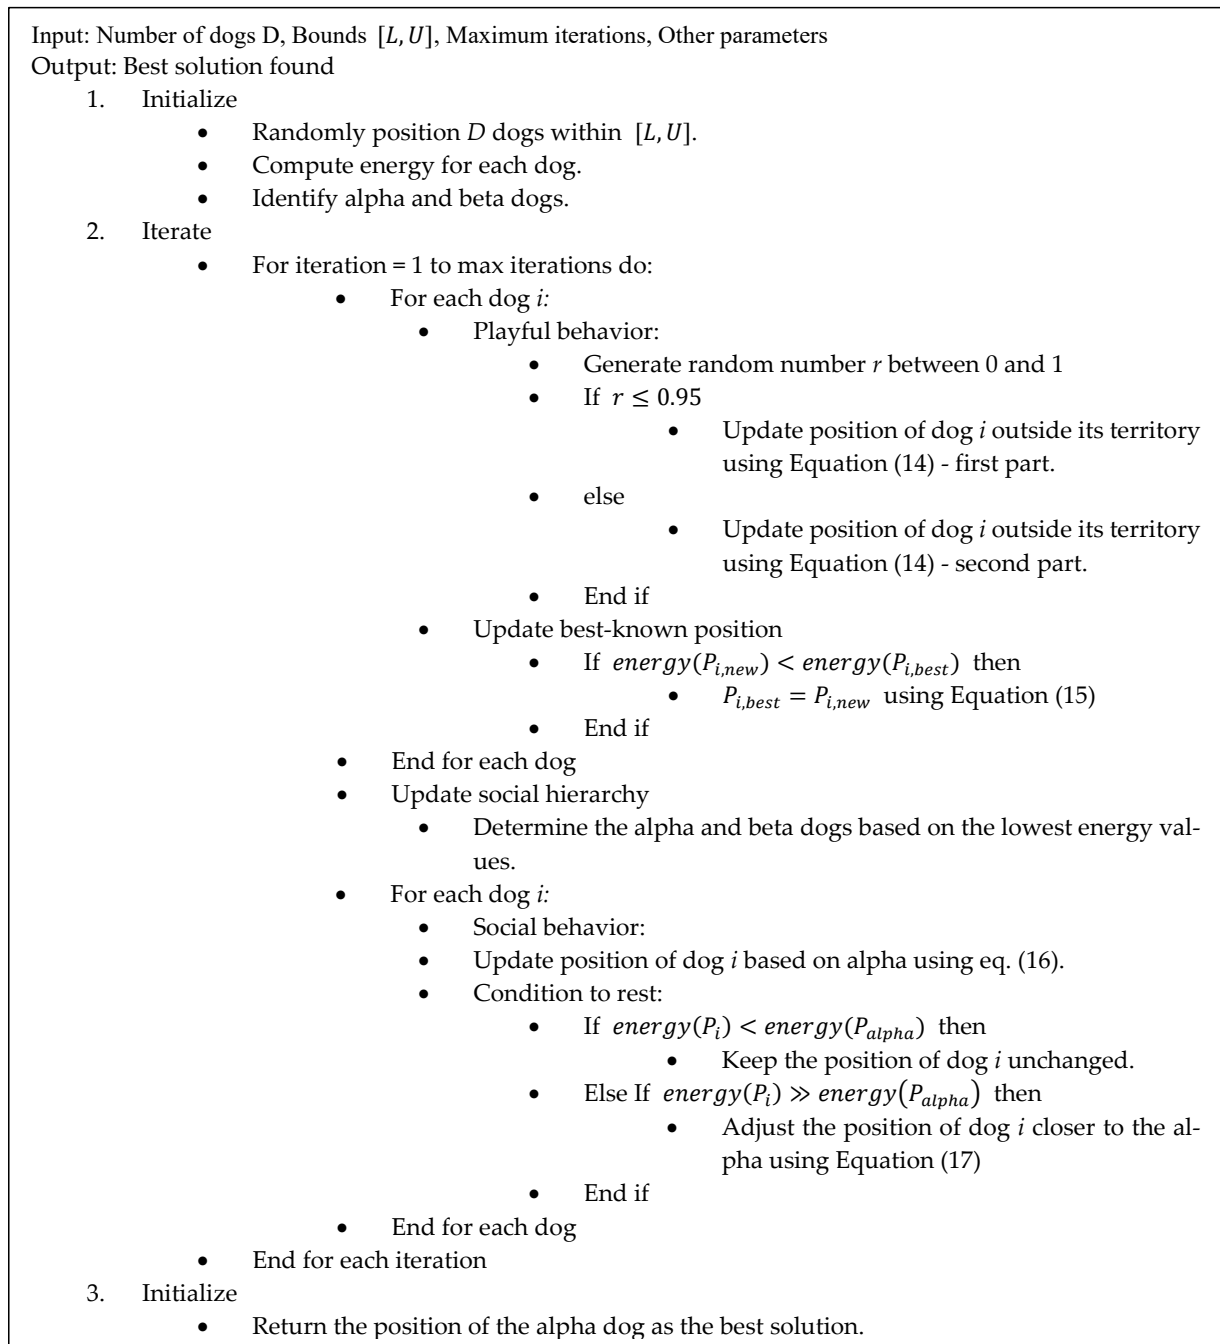 Input: Number of dogs D, Bounds [L, U], Maximum iterations, Other parameters
Output: Best solution found
1. Initialize
• Randomly position D dogs within [L, U].
• Compute energy for each dog.
• Identify alpha and beta dogs.
2. Iterate
• For iteration = 1 to max iterations do:
• For each dog i:
• Playful behavior:
• Generate random number r between 0 and 1
• If r ≤ 0.95
• Update position of dog i outside its territory
using Equation (14) - first part.
• else
• Update position of dog i outside its territory
using Equation (14) - second part.
• End if
• Update best-known position
• If energy(P_{i,new}) < energy(P_{i,best}) then
• P_{i,best} = P_{i,new} using Equation (15)
• End if
• End for each dog
• Update social hierarchy
• Determine the alpha and beta dogs based on the lowest energy val-
ues.
• For each dog i:
• Social behavior:
• Update position of dog i based on alpha using eq. (16).
• Condition to rest:
• If energy(P_i) < energy(P_{alpha}) then
• Keep the position of dog i unchanged.
• Else If energy(P_i) ≫ energy(P_{alpha}) then
• Adjust the position of dog i closer to the al-
pha using Equation (17)
• End if
• End for each dog
• End for each iteration
3. Initialize
• Return the position of the alpha dog as the best solution.